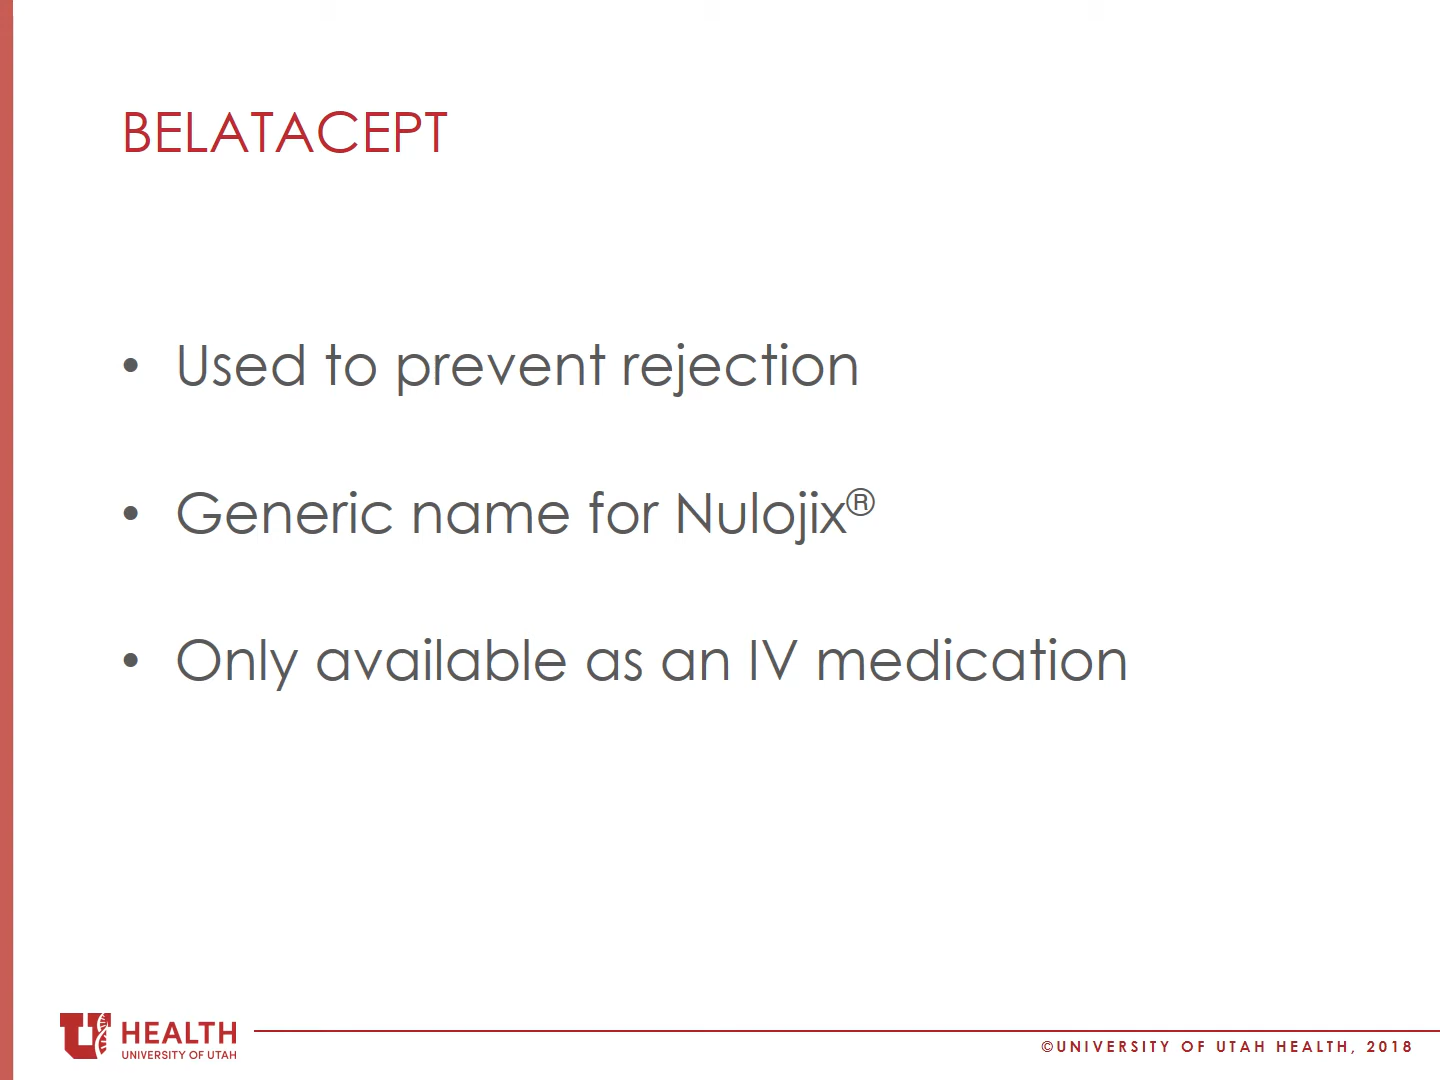 BELATACEPT
• Used to prevent rejection
• Generic name for Nulojix®
• Only available as an IV medication
U HEALTH
UNIVERSITY OF UTAH
©UNIVERSITY OF UTAH HEALTH, 2018